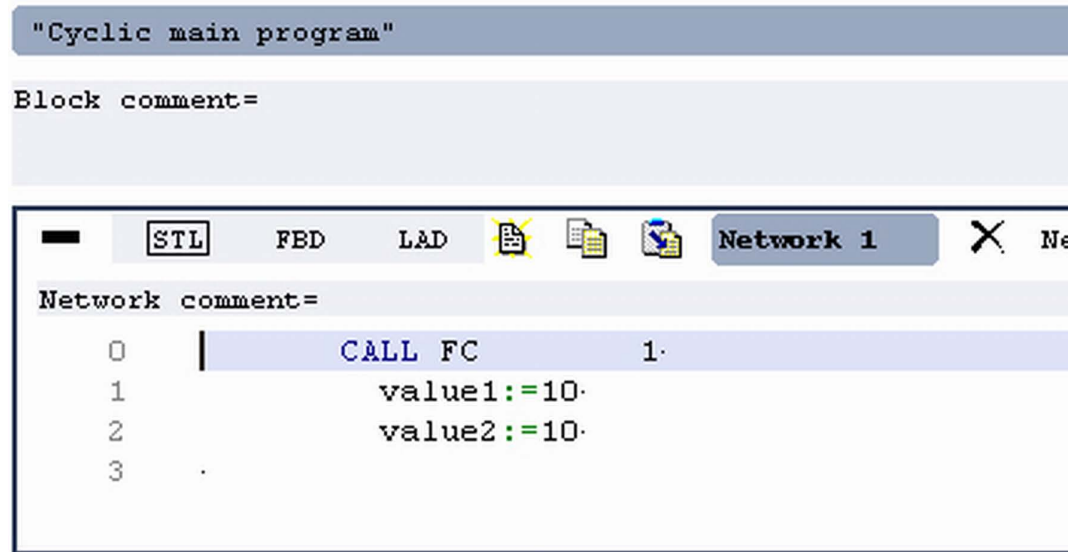 "Cyclic main program"
Block comment=
STL FBD LAD Network 1 Ne
Network comment=
0 CALL FC 1
1 value1:=10
2 value2:=10
3